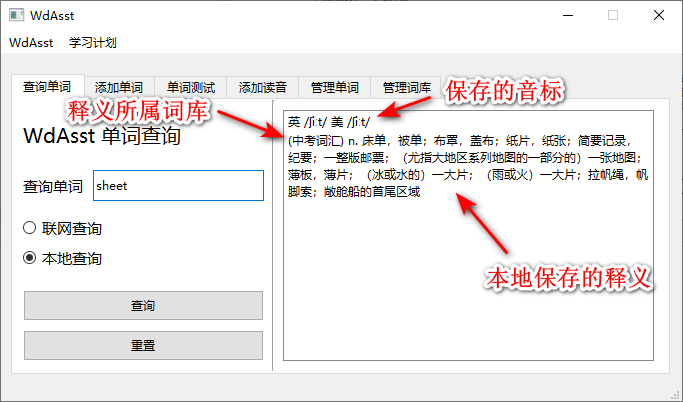 WdAsst
WdAsst 学习计划
查询单词 添加单词 单词测试 添加读音 管理单词 管理词库
释义所属词库
保存的音标
WdAsst 单词查询
查询单词 sheet
联网查询
本地查询
查询
重置
英 /ʃiːt/ 美 /ʃiːt/
(中考词汇) n. 床单，被单；布罩，盖布；纸片，纸张；简要记录，
纪要；一整版邮票；（尤指大地区系列地图的一部分的）一张地图；
薄板，薄片；（冰或水的）一大片；（雨或火）一大片；拉帆绳，帆
脚索；敞舱船的首尾区域
本地保存的释义